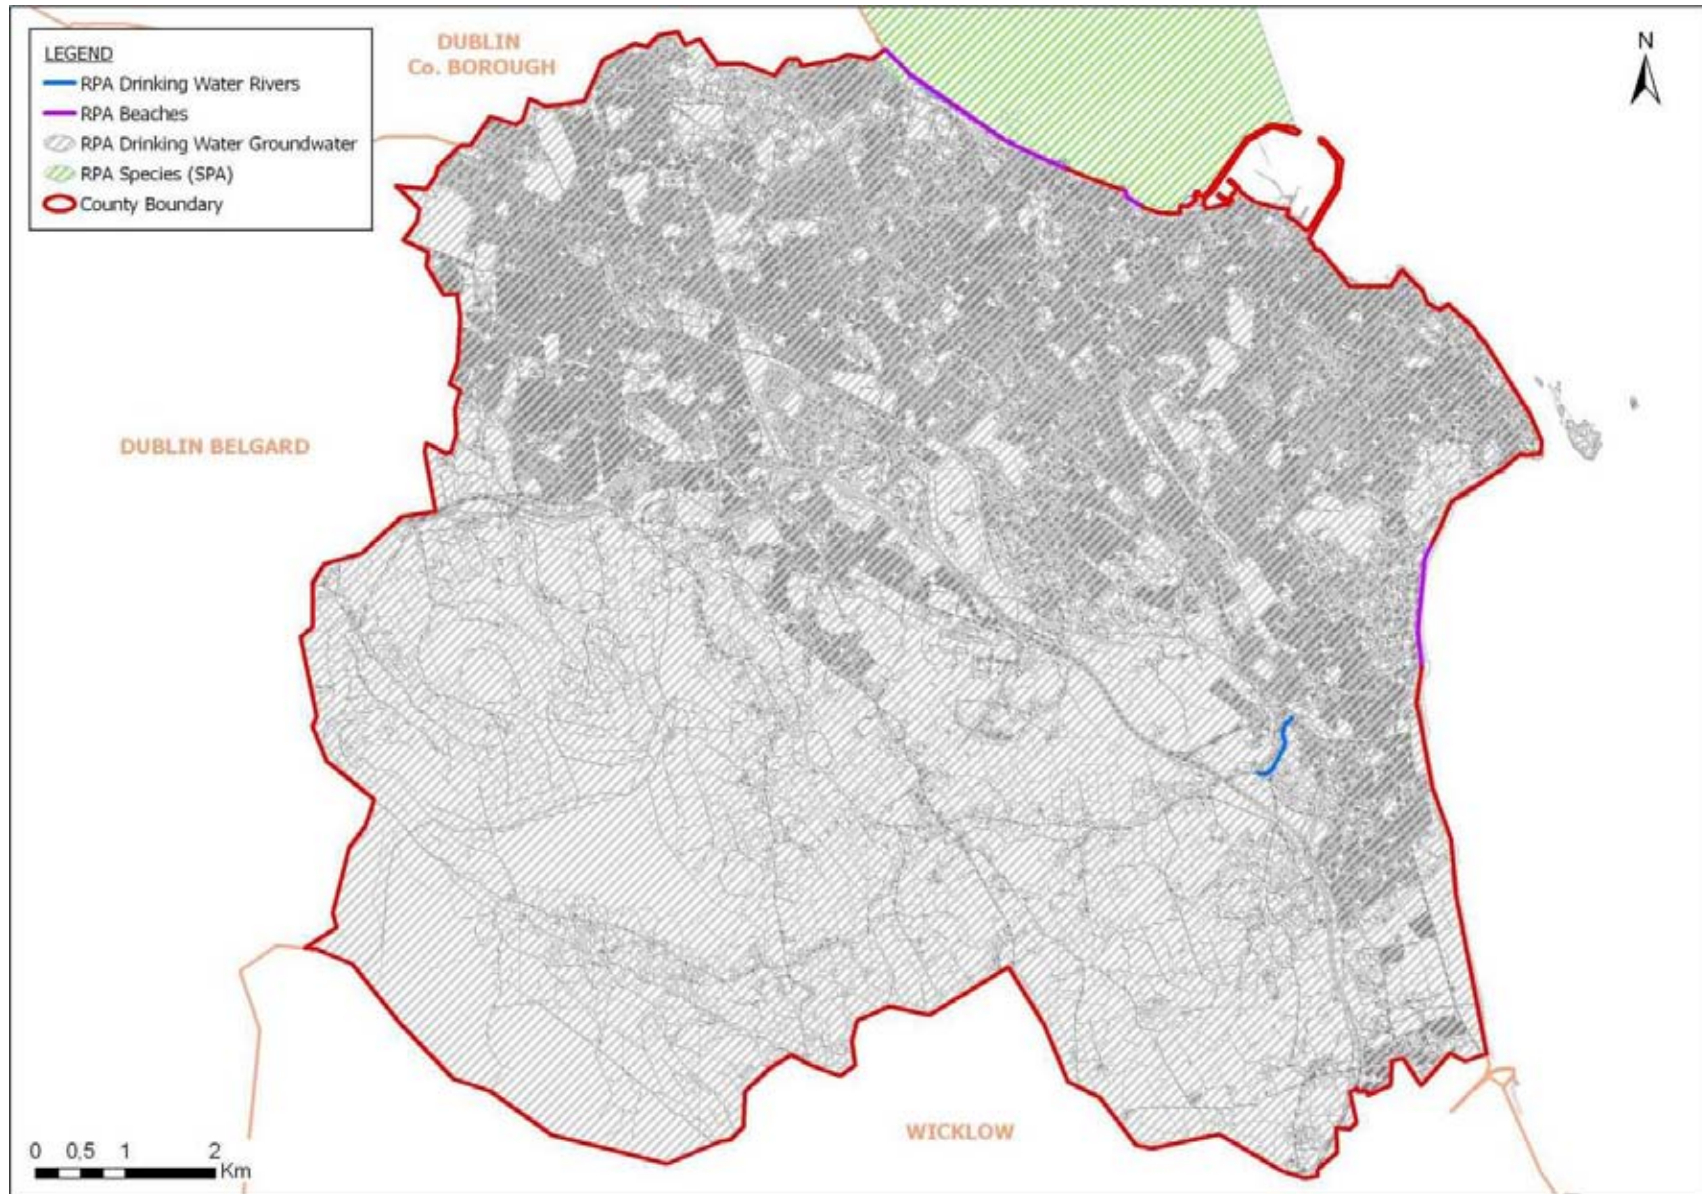 LEGEND
RPA Drinking Water Rivers
RPA Beaches
RPA Drinking Water Groundwater
RPA Species (SPA)
County Boundary
DUBLIN
Co. BOROUGH
N
DUBLIN BELGARD
WICKLOW
0 0,5 1 2
Km